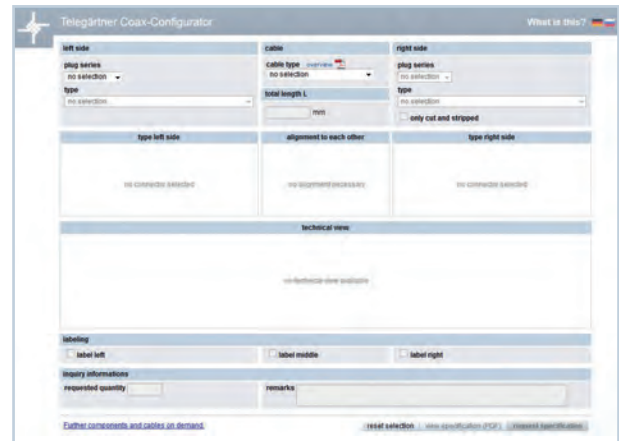 Telegärtner Coax-Configurator
What is this?
left side
cable
right side
plug series
no selection
type
no selection
cable type overview
no selection
total length L
mm
plug series
no selection
type
no selection
only cut and stripped
type left side
alignment to each other
type right side
no connector selected
no alignment necessary
no connector selected
technical view
no technical view available
labeling
label left
label middle
label right
inquiry informations
requested quantity
remarks
Further components and cables on demand.
reset selection
view specification (PDF)
request specification